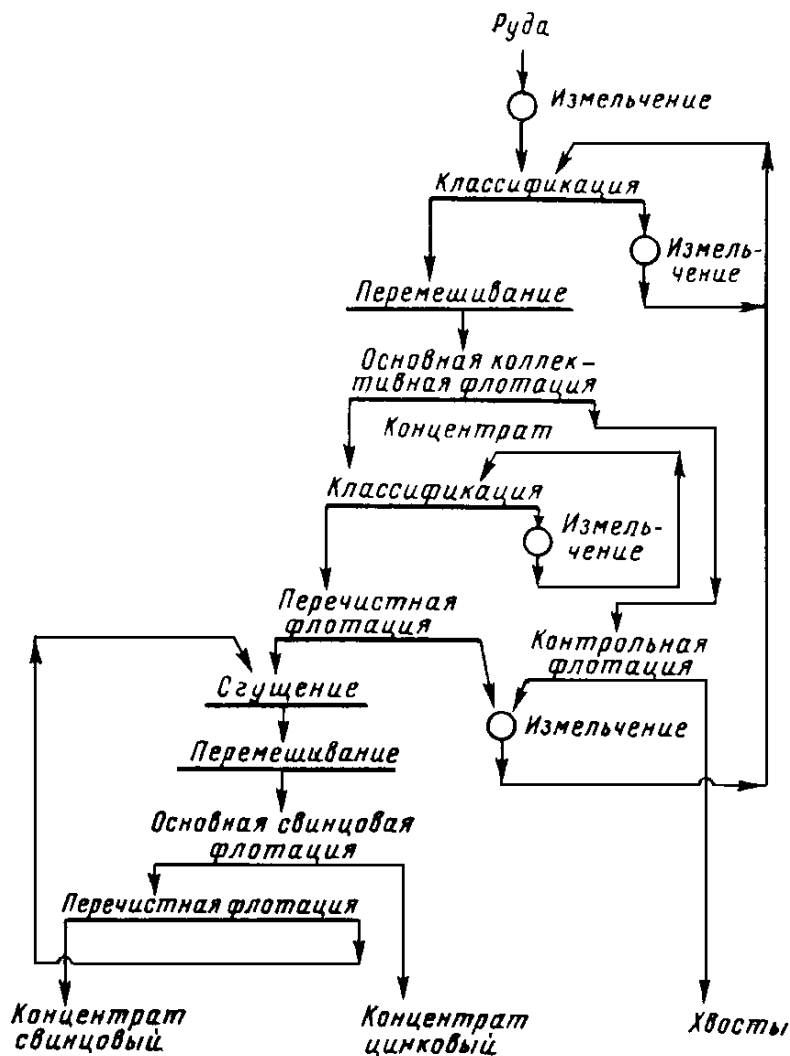 Руда
Измельчение
Классификация
Измель-
чение
Перемешивание
Основная коллек-
тивная флотация
Концентрат
Классификация
Измель-
чение
Перечистная
флотация
Контрольная
флотация
Сгущение
Измельчение
Перемешивание
Основная свинцовая
флотация
Перечистная флотация
Концентрат
свинцовый
Концентрат
цинковый
Хвосты